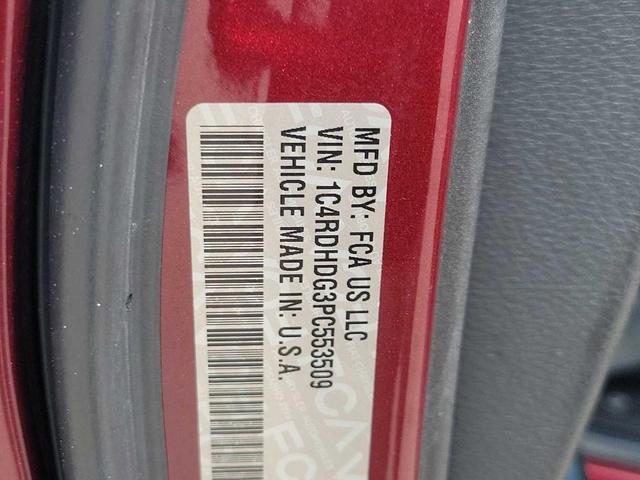 MFD BY: FCA US LLC
VIN: 1C4RDHDG3PC553509
VEHICLE MADE IN: U.S.A.